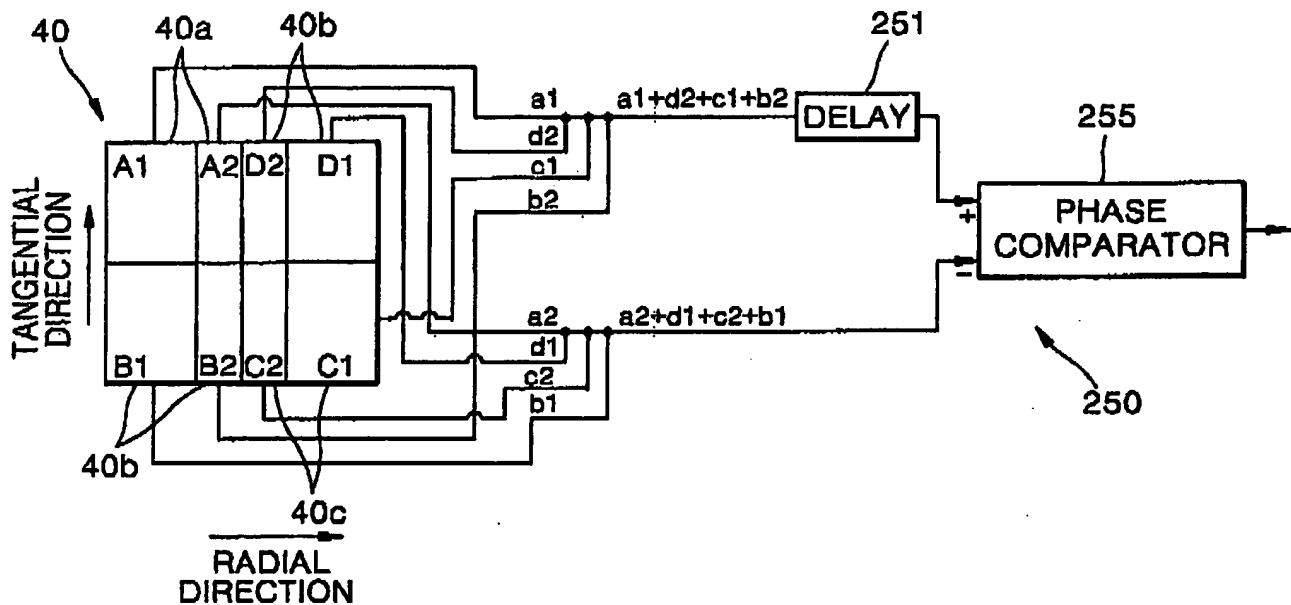 40
40a
40b
251
a1
a1+d2+c1+b2
DELAY
d2
255
c1
A1
A2
D2
D1
b2
+
PHASE
COMPARATOR
TANGENTIAL
DIRECTION
−
a2
a2+d1+c2+b1
d1
B1
B2
C2
C1
c2
b1
250
40b
40c
RADIAL
DIRECTION